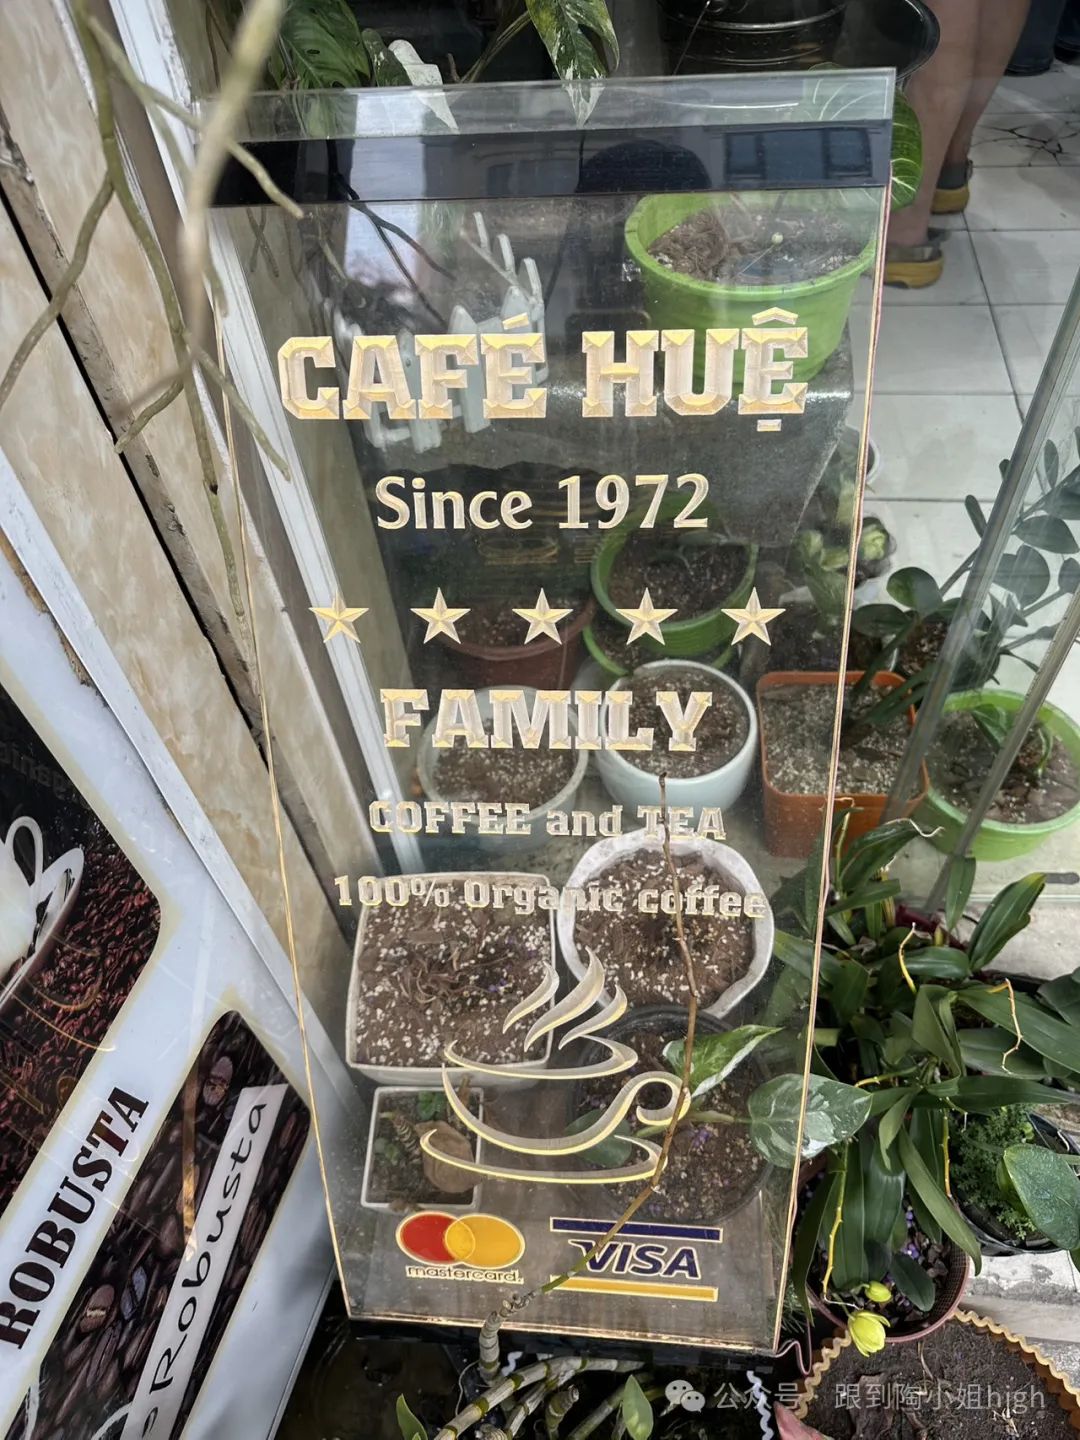 CAFÉ HUỆ
Since 1972
FAMILY
COFFEE and TEA
100% Organic coffee
mastercard
VISA
ROBUSTA
Robusta
公众号 · 跟到陶小姐high